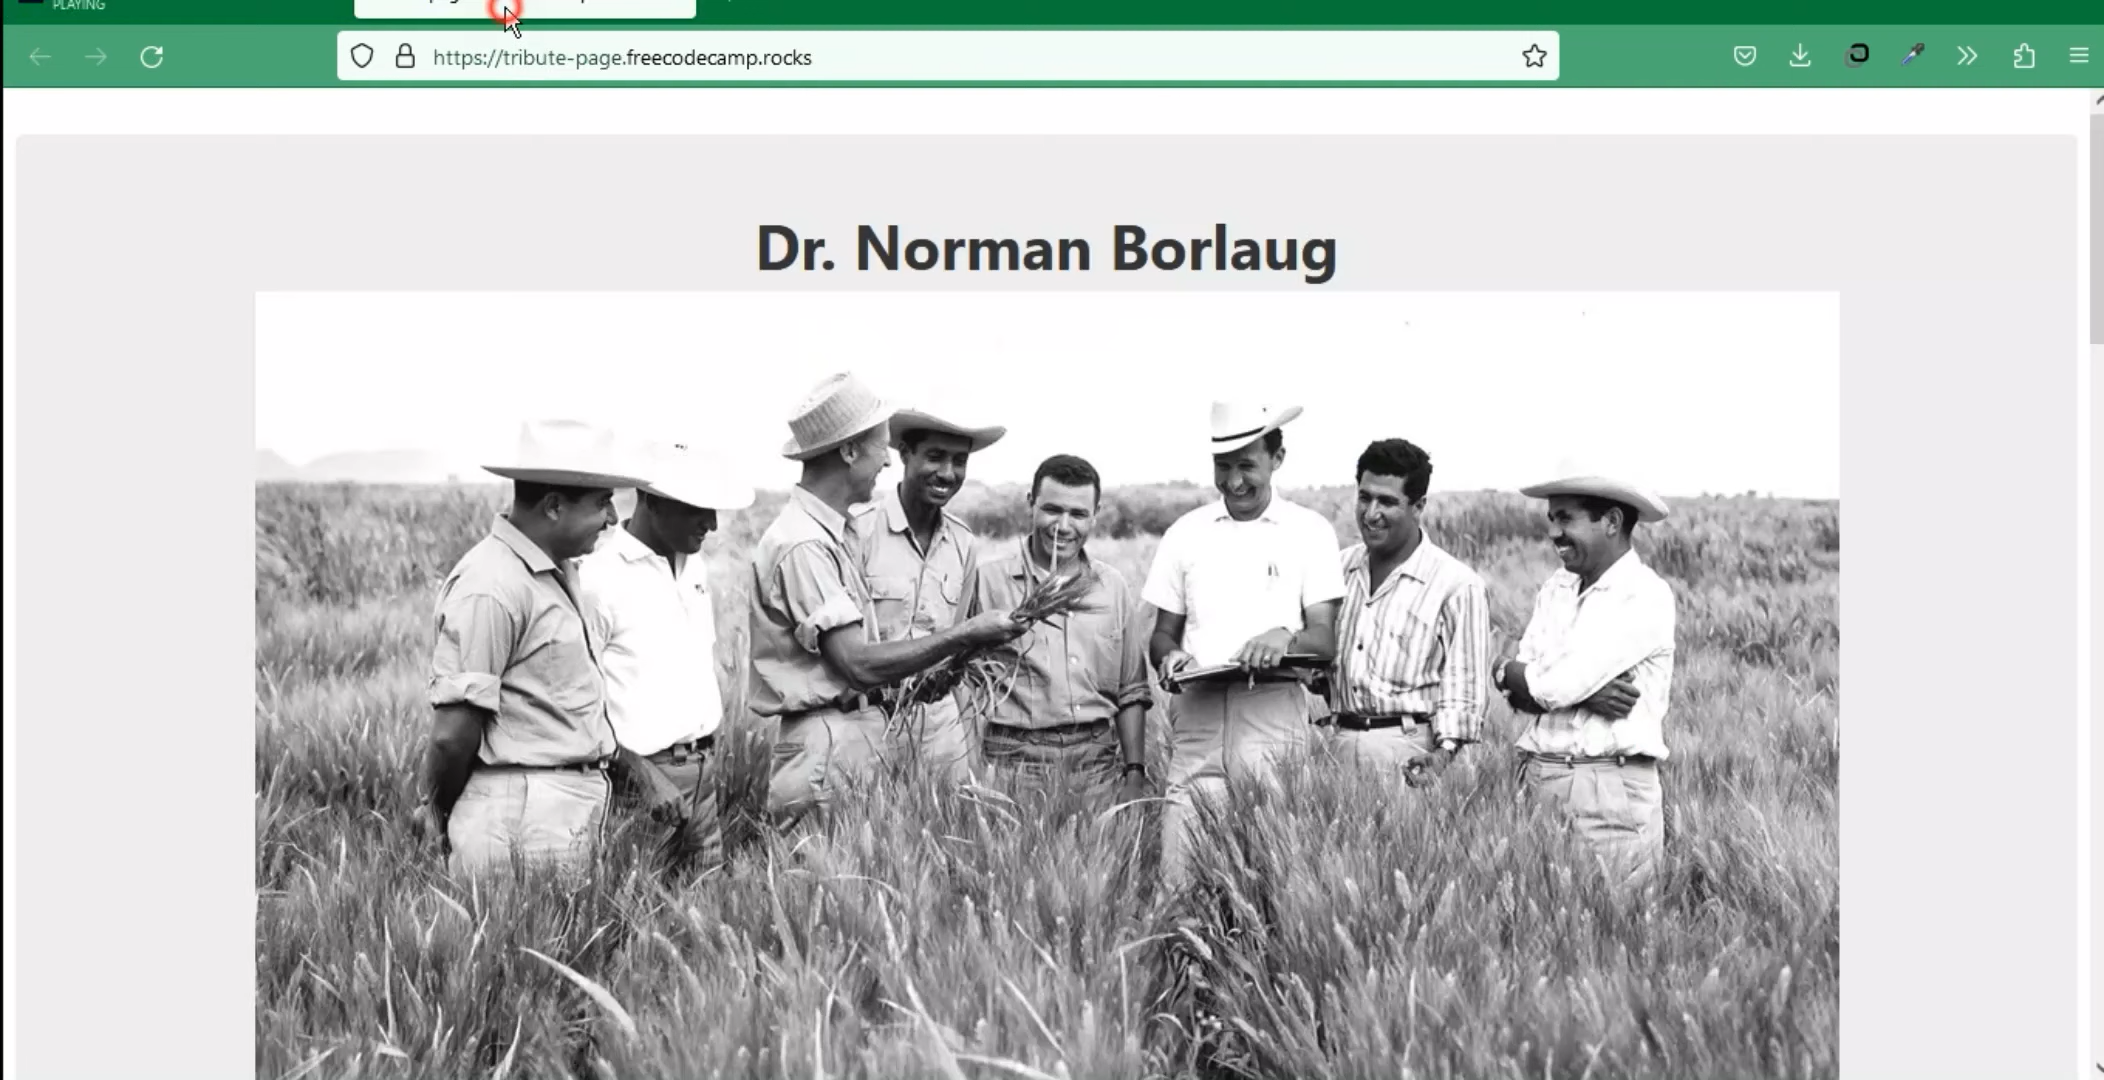 PLAYING
https://tribute-page.freecodecamp.rocks
Dr. Norman Borlaug